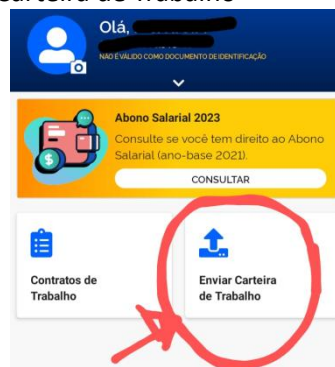 Carteira de Trabalho
Olá,
NÃO É VÁLIDO COMO DOCUMENTO DE IDENTIFICAÇÃO
Abono Salarial 2023
Consulte se você tem direito ao Abono
Salarial (ano-base 2021).
CONSULTAR
Contratos de
Trabalho
Enviar Carteira
de Trabalho